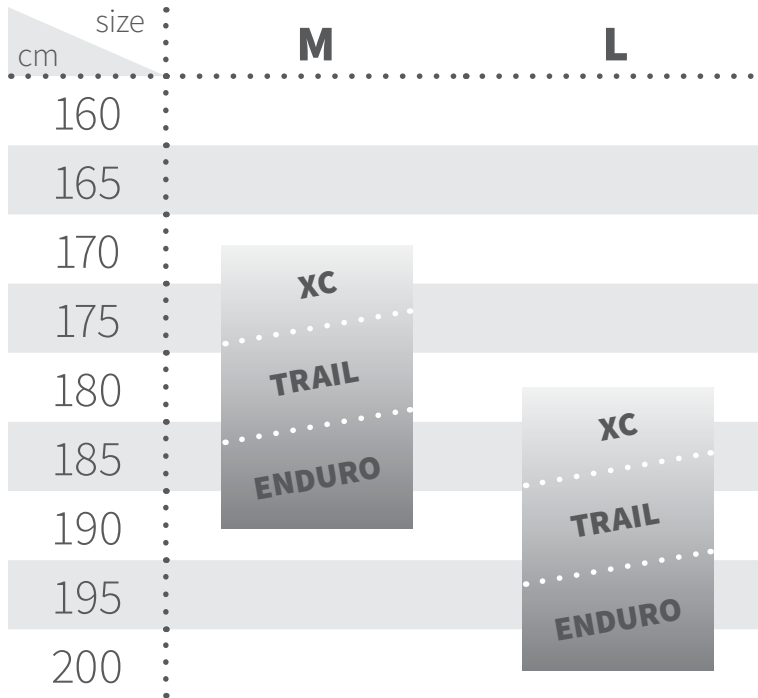 size
cm
M L
160
165
170
XC
175
TRAIL
180
XC
185
ENDURO
190
TRAIL
195
ENDURO
200